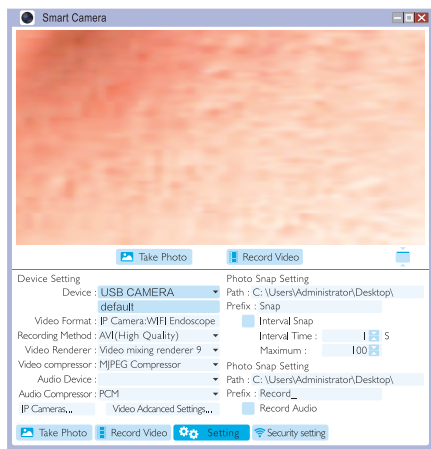 Smart Camera
Take Photo
Record Video
Device Setting
Device : USB CAMERA
default
Video Format : IP Camera:WIFI Endoscope
Recording Method : AVI(High Quality)
Video Renderer : Video mixing renderer 9
Video compressor : MJPEG Compressor
Audio Device :
Audio Compressor : PCM
IP Cameras... Video Adcanced Settings...
Photo Snap Setting
Path : C: \Users\Administrator\Desktop\
Prefix : Snap
Interval Snap
Interval Time : 1 S
Maximum : 100
Photo Snap Setting
Path : C: \Users\Administrator\Desktop\
Prefix : Record_
Record Audio
Take Photo Record Video Setting Security setting